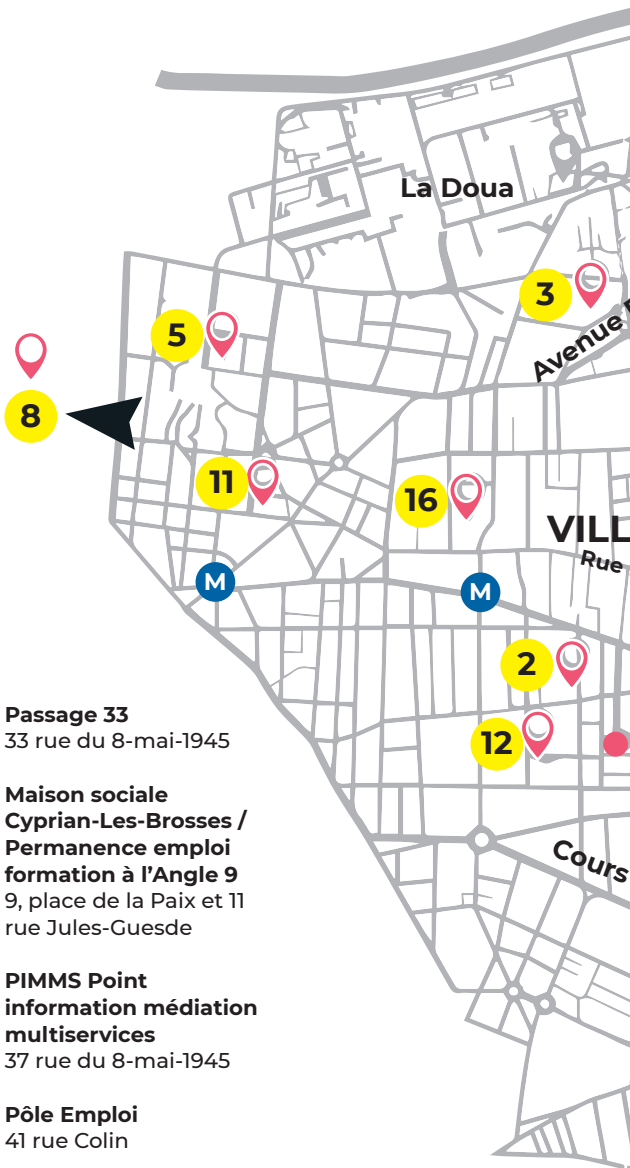 La Doua
3
Avenue
5
8
11
16
VILL
Rue
M
M
2
12
Cours
Passage 33
33 rue du 8-mai-1945
Maison sociale
Cyprian-Les-Brosses /
Permanence emploi
formation à l’Angle 9
9, place de la Paix et 11
rue Jules-Guesde
PIMMS Point
information médiation
multiservices
37 rue du 8-mai-1945
Pôle Emploi
41 rue Colin